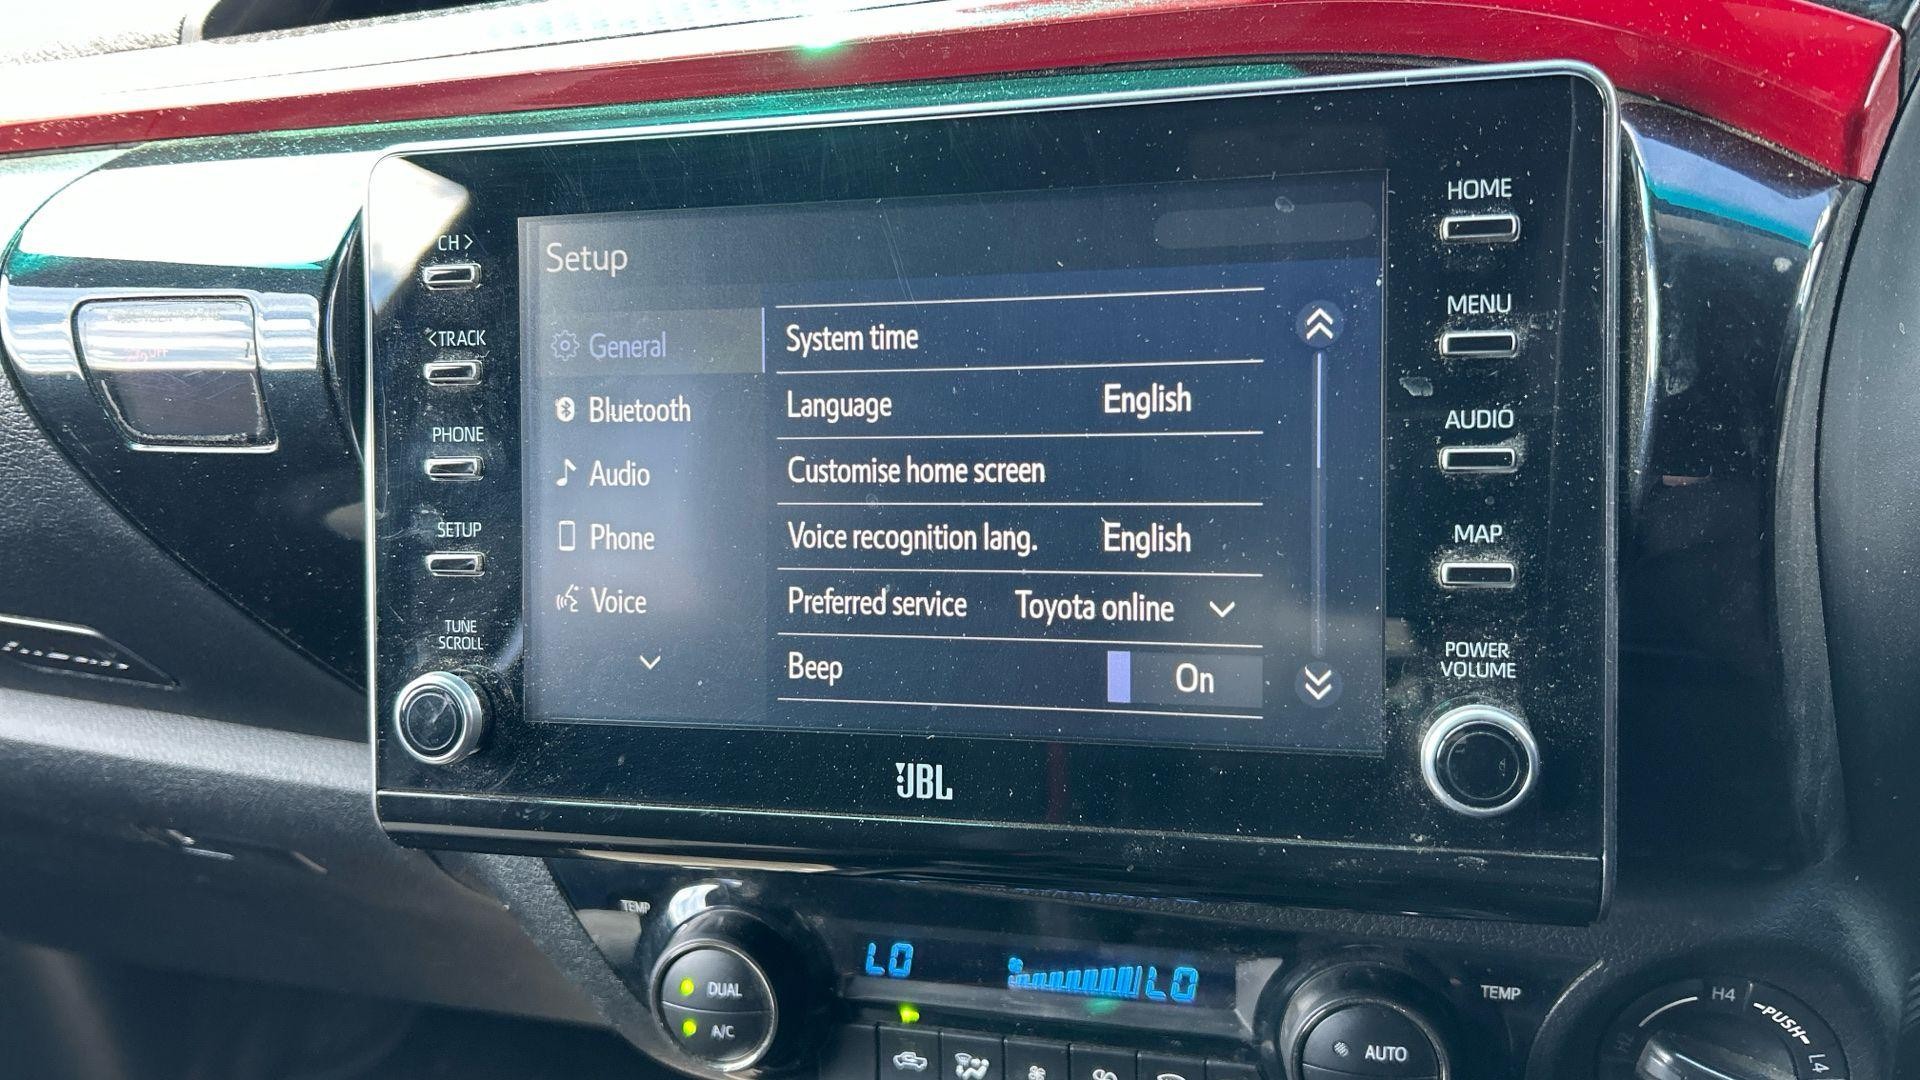 HOME
CH>
Setup
MENU
<TRACK
General
System time
Bluetooth
Language English
AUDIO
PHONE
Audio
Customise home screen
SETUP
Phone
Voice recognition lang. English
MAP
Voice
Preferred service Toyota online
TUNE
SCROLL
Beep On
POWER
VOLUME
JBL
TEMP
LO
LO
TEMP
DUAL
A/C
AUTO
H4
PUSH
L4